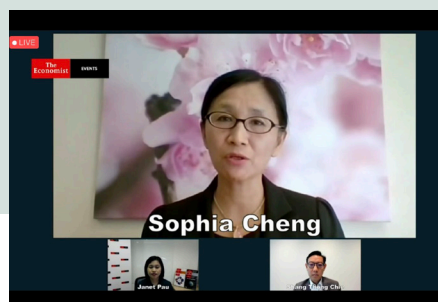 LIVE
The
Economist
EVENTS
Sophia Cheng
Janet Pau